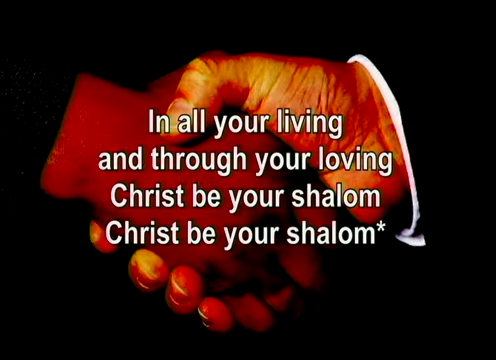 In all your living
and through your loving
Christ be your shalom
Christ be your shalom*